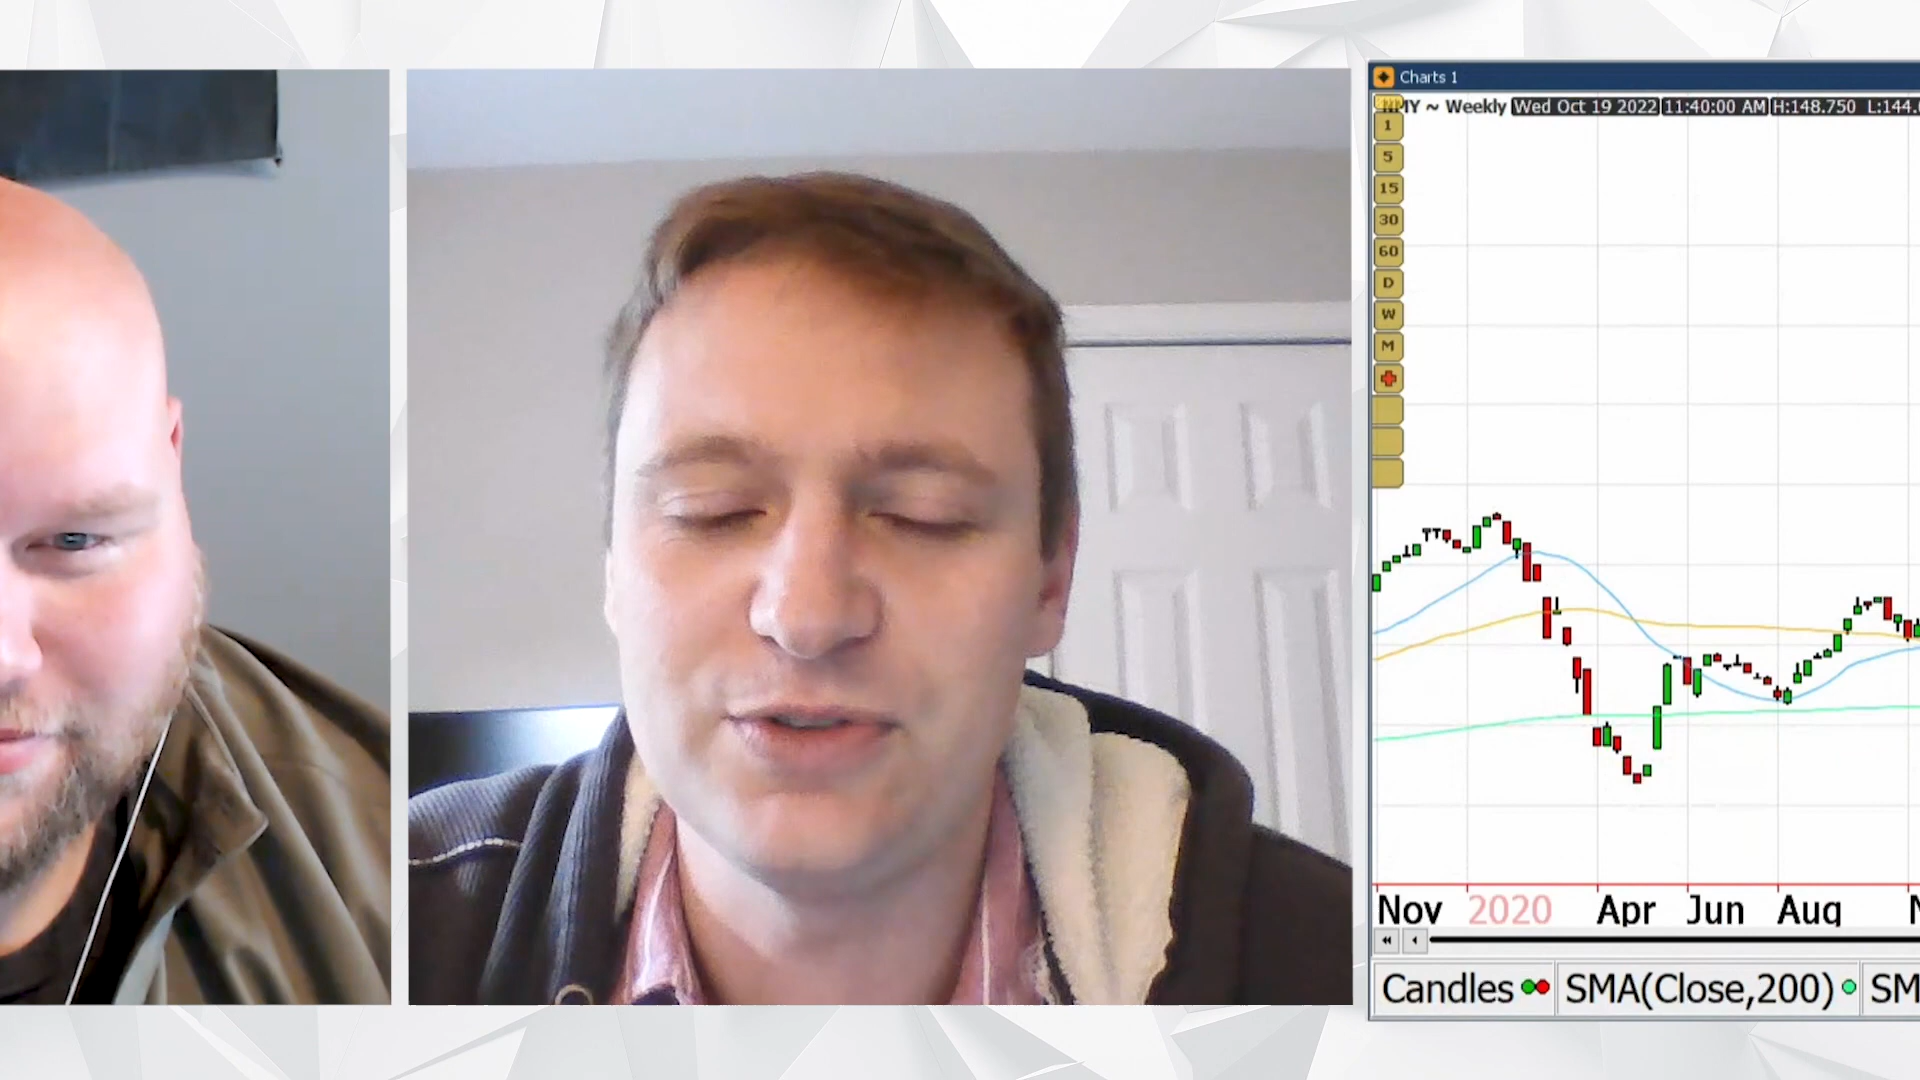 Charts 1
Weekly Wed Oct 19 2022 11:40:00 AM H:148.750
1
5
15
30
60
D
W
M
Nov 2020 Apr Jun Aug
Candles SMA(Close,200)